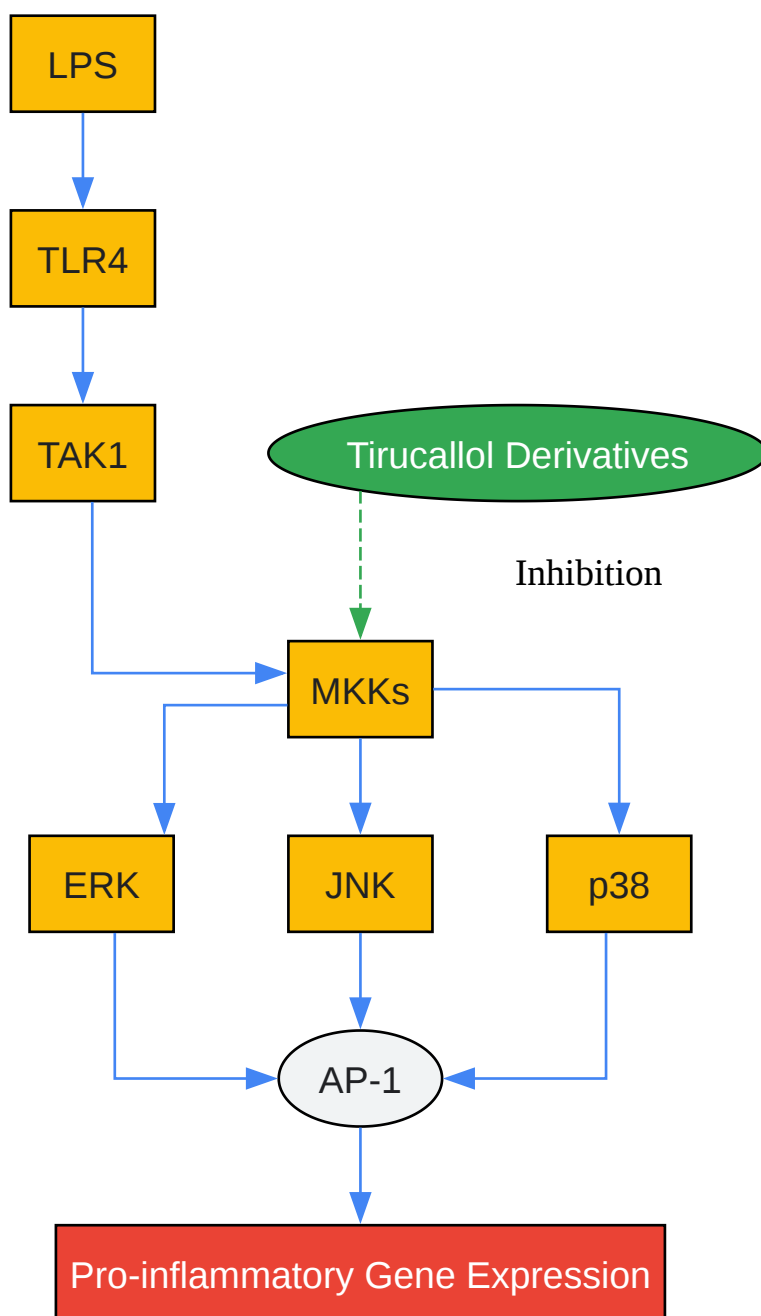 LPS
TLR4
TAK1
Tirucallol Derivatives
Inhibition
MKKs
ERK
JNK
p38
AP-1
Pro-inflammatory Gene Expression